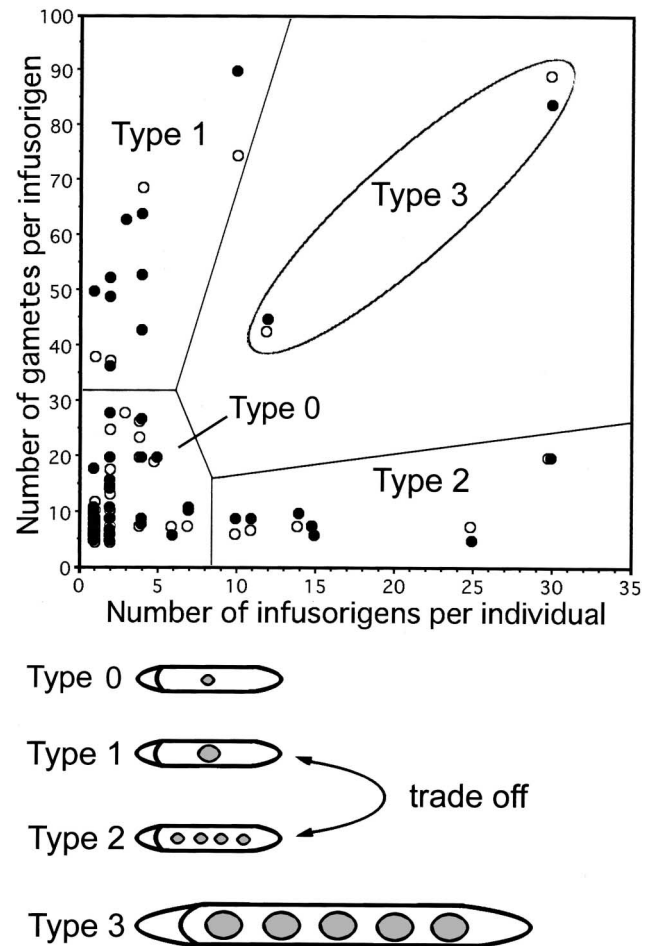 100
90
80
70
60
50
40
30
20
10
0
Number of gametes per infusorigen
Type 1
Type 3
Type 0
Type 2
0 5 10 15 20 25 30 35
Number of infusorigens per individual
Type 0
Type 1
trade off
Type 2
Type 3